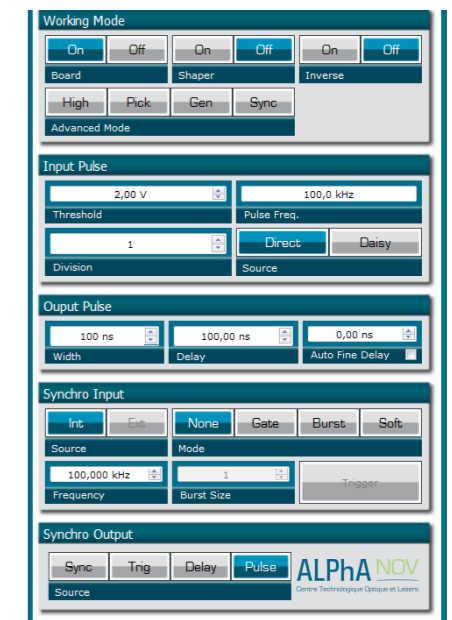 Working Mode
On Off On Off On Off
Board Shaper Inverse
High Pick Gen Sync
Advanced Mode
Input Pulse
2,00 V 100,0 kHz
Threshold Pulse Freq.
1 Direct Daisy
Division Source
Ouput Pulse
100 ns 100,00 ns 0,00 ns
Width Delay Auto Fine Delay
Synchro Input
Int Ext None Gate Burst Soft
Source Mode
100,000 kHz 1 Trigger
Frequency Burst Size
Synchro Output
Sync Trig Delay Pulse ALPhA NOV
Source Centre Technologique Optique et Lasers